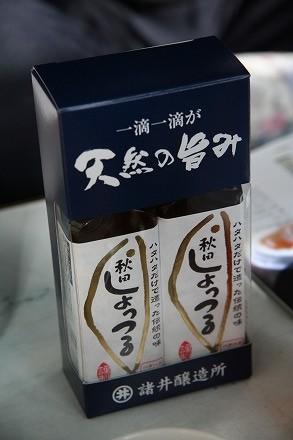 一滴一滴が
天然の旨み
ハタハタだけで造った伝統の味
秋田
しょっつる
ハタハタだけで造った伝統の味
秋田
しょっつる
井 諸井醸造所